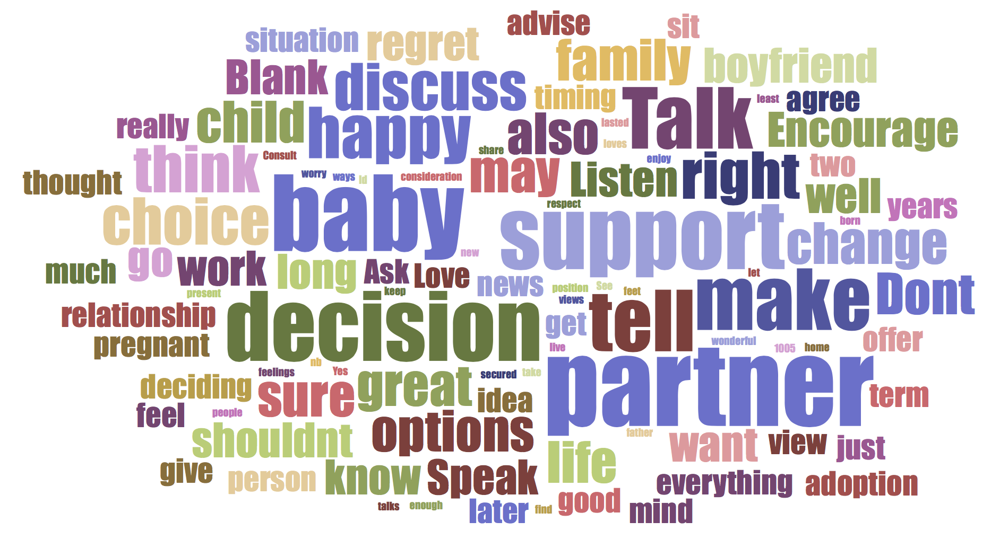 advise
sit
situation
regret
family
boyfriend
Blank
discuss
timing
Talk
least
agree
really
child
happy
also
lasted
loves
Encourage
think
Consult
share
may
enjoy
right
two
thought
worry
ways
Id
consideration
Listen
well
baby
respect
years
choice
support
born
change
new
much
go
work
long
Ask
Love
news
let
make
Dont
present
keep
position
See
feet
views
relationship
decision
get
tell
pregnant
live
wonderful
1005
home
offer
nb
feelings
Yes
great
secured
take
partner
deciding
sure
idea
term
feel
people
options
shouldnt
father
want
view
just
life
give
person
know
Speak
everything
adoption
talks
enough
later
find
good
mind